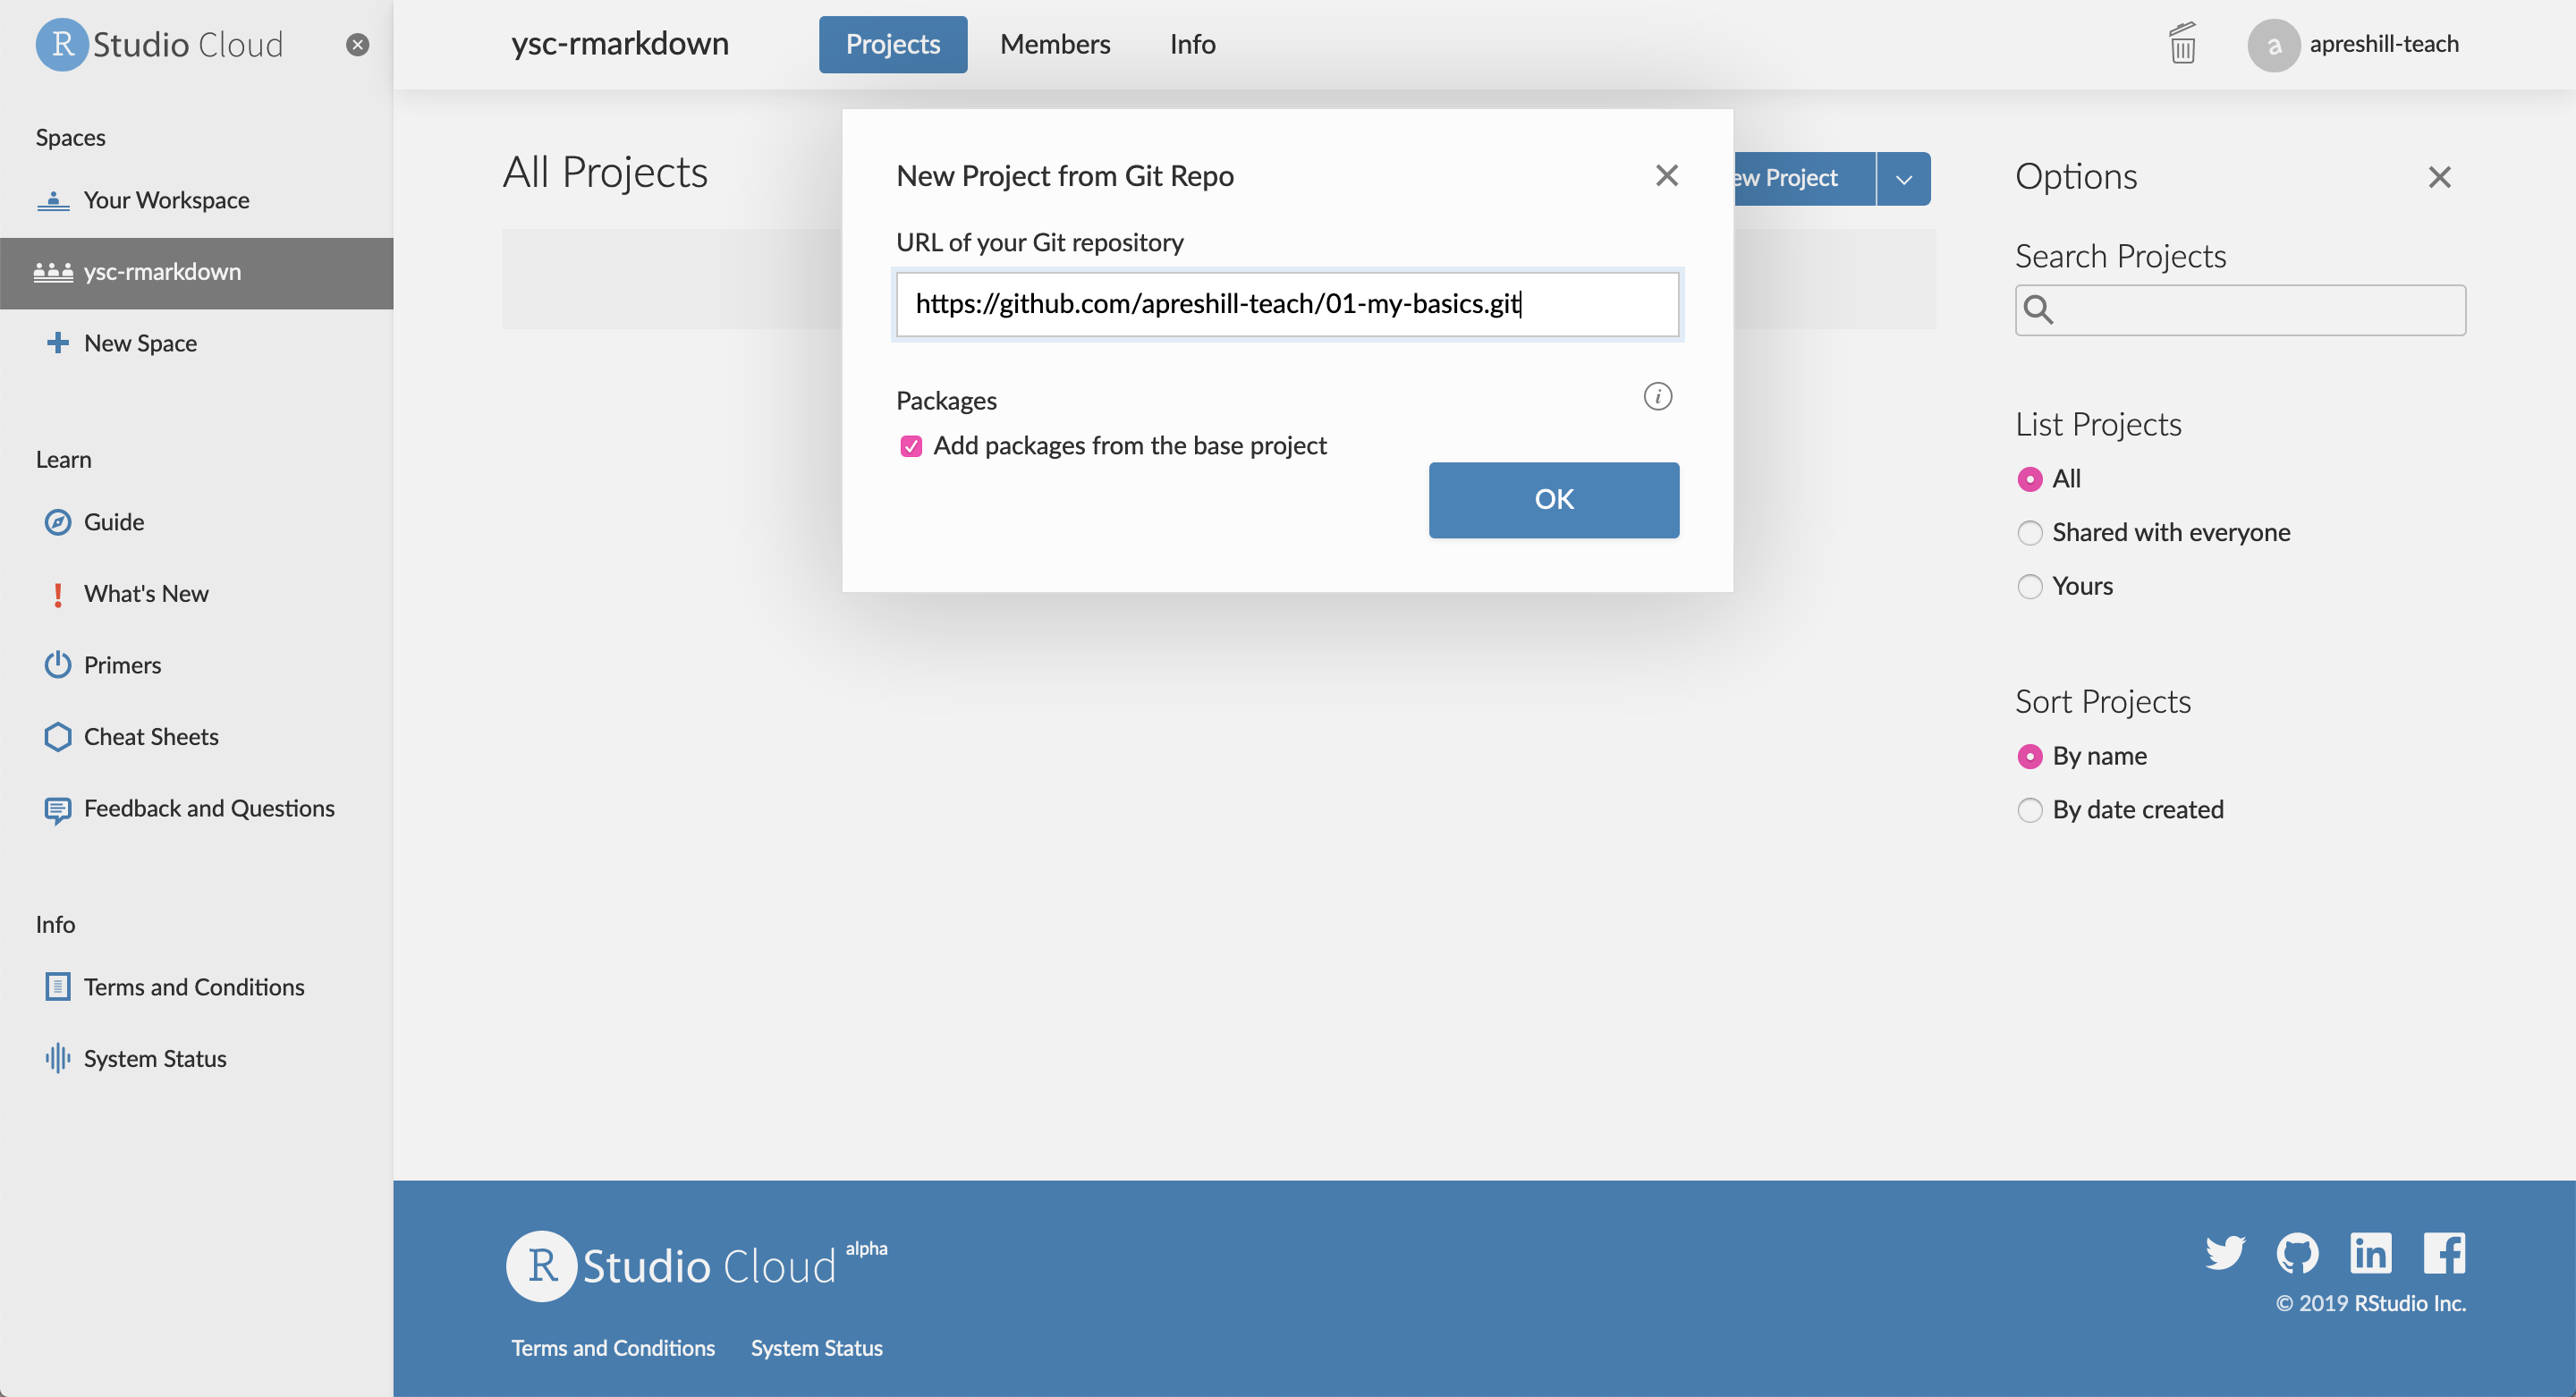 R Studio Cloud
Spaces
Your Workspace
ysc-rmarkdown
New Space
Learn
Guide
What's New
Primers
Cheat Sheets
Feedback and Questions
Info
Terms and Conditions
System Status
ysc-rmarkdown
Projects
Members
Info
a
apreshill-teach
All Projects
ew Project
New Project from Git Repo
URL of your Git repository
https://github.com/apreshill-teach/01-my-basics.git
Packages
i
Add packages from the base project
OK
Options
Search Projects
List Projects
All
Shared with everyone
Yours
Sort Projects
By name
By date created
R Studio Cloud alpha
Terms and Conditions
System Status
in
f
© 2019 RStudio Inc.